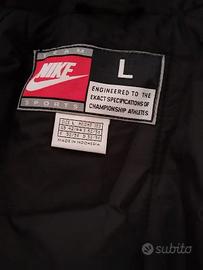 TEAM
NIKE
SPORTS
L
ENGINEERED TO THE
EXACT SPECIFICATIONS OF
CHAMPIONSHIP ATHLETES
MADE IN INDONESIA
subito